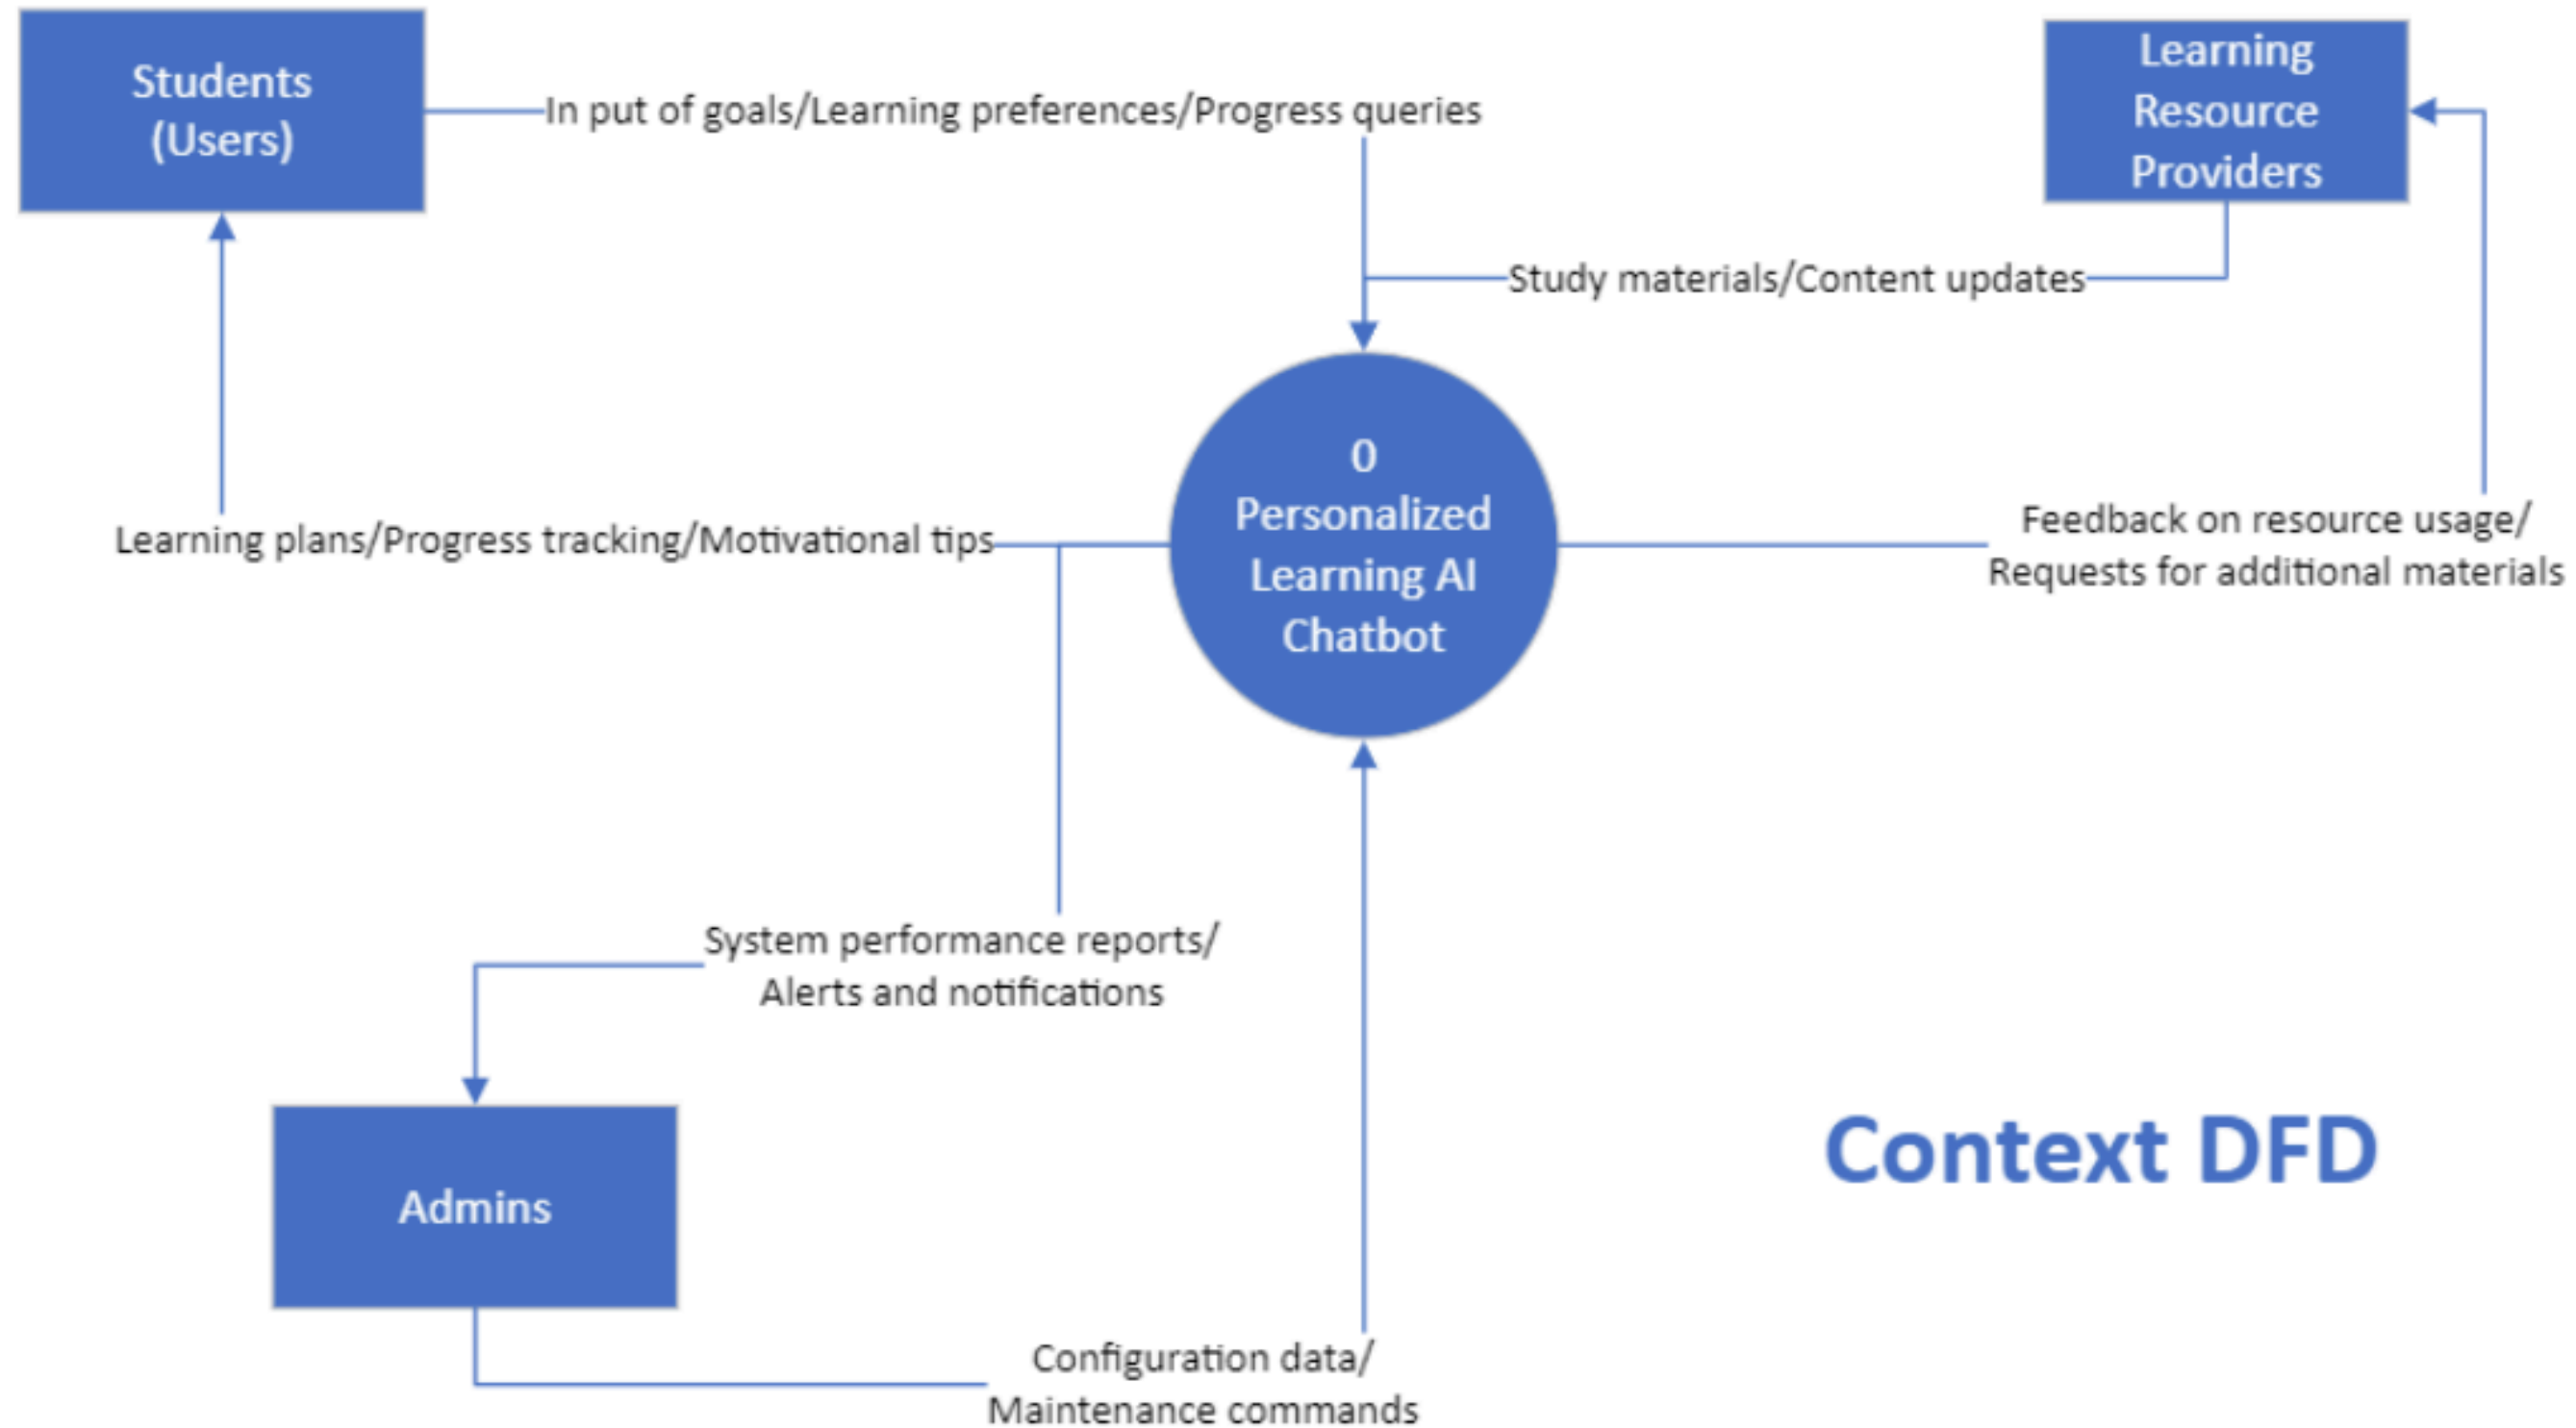 Students
(Users)
In put of goals/Learning preferences/Progress queries
Learning
Resource
Providers
Study materials/Content updates
0
Personalized
Learning AI
Chatbot
Learning plans/Progress tracking/Motivational tips
Feedback on resource usage/
Requests for additional materials
System performance reports/
Alerts and notifications
Admins
Context DFD
Configuration data/
Maintenance commands